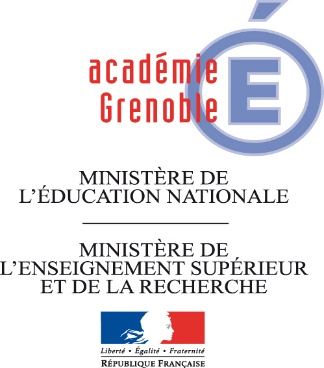 académie
Grenoble
É
MINISTÈRE DE
L'ÉDUCATION NATIONALE
MINISTÈRE DE
L'ENSEIGNEMENT SUPÉRIEUR
ET DE LA RECHERCHE
Liberté • Égalité • Fraternité
RÉPUBLIQUE FRANÇAISE